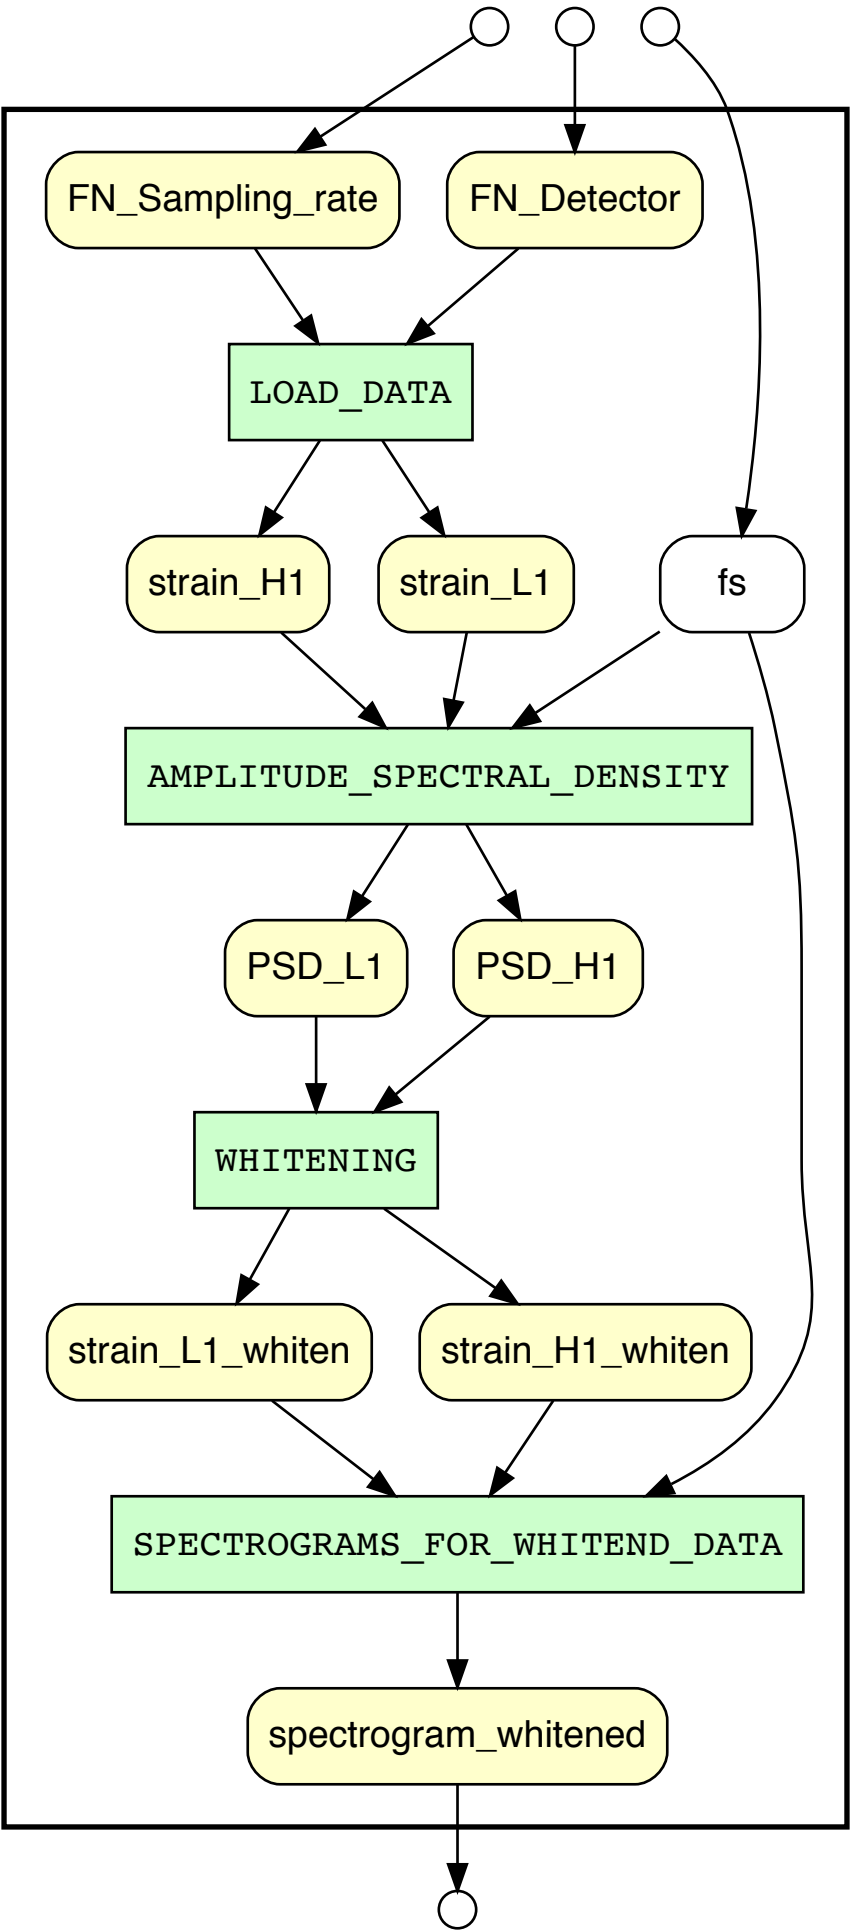 FN_Sampling_rate
FN_Detector
LOAD_DATA
strain_H1
strain_L1
fs
AMPLITUDE_SPECTRAL_DENSITY
PSD_L1
PSD_H1
WHITENING
strain_L1_whiten
strain_H1_whiten
SPECTROGRAMS_FOR_WHITEND_DATA
spectrogram_whitened